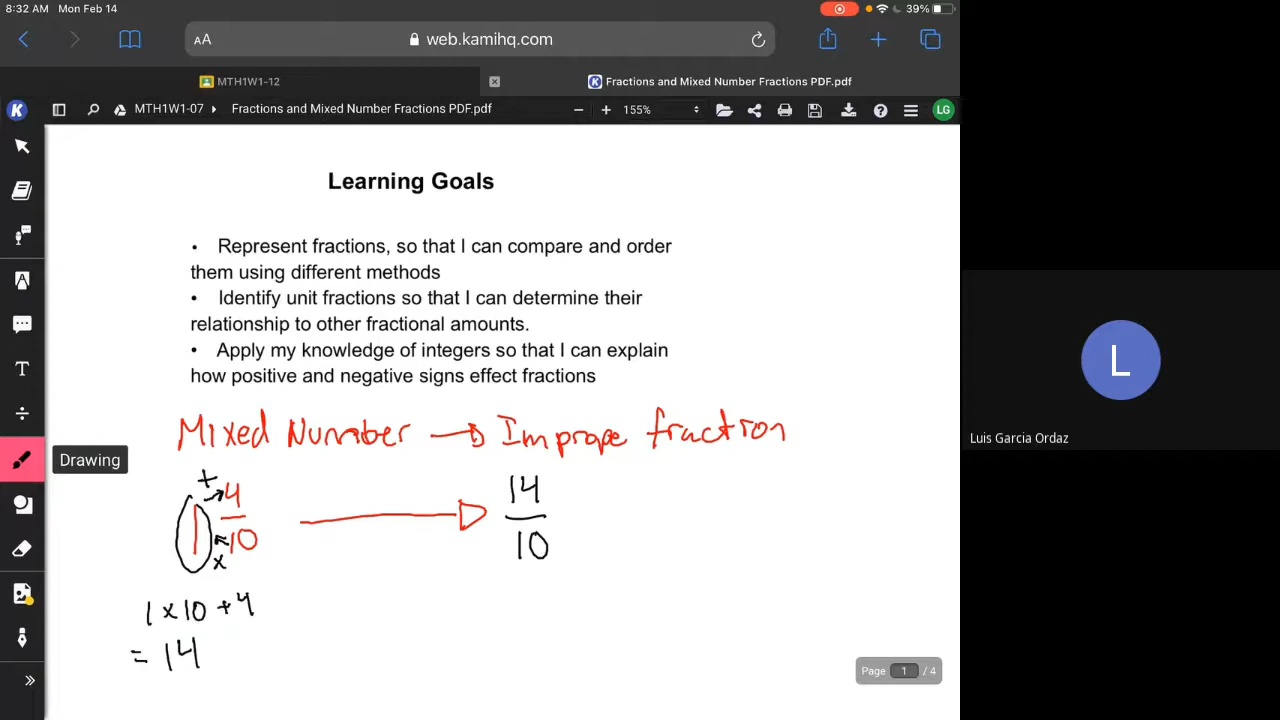 8:32 AM Mon Feb 14
39%
AA
web.kamihq.com
MTH1W1-12
K Fractions and Mixed Number Fractions PDF.pdf
K
MTH1W1-07
Fractions and Mixed Number Fractions PDF.pdf
155%
LG
Learning Goals
• Represent fractions, so that I can compare and order
them using different methods
• Identify unit fractions so that I can determine their
relationship to other fractional amounts.
• Apply my knowledge of integers so that I can explain
how positive and negative signs effect fractions
Mixed Number → Imprope fraction
Drawing
+
1 4/10 → 14/10
x
1 x 10 + 4
= 14
Page 1 / 4
L
Luis Garcia Ordaz